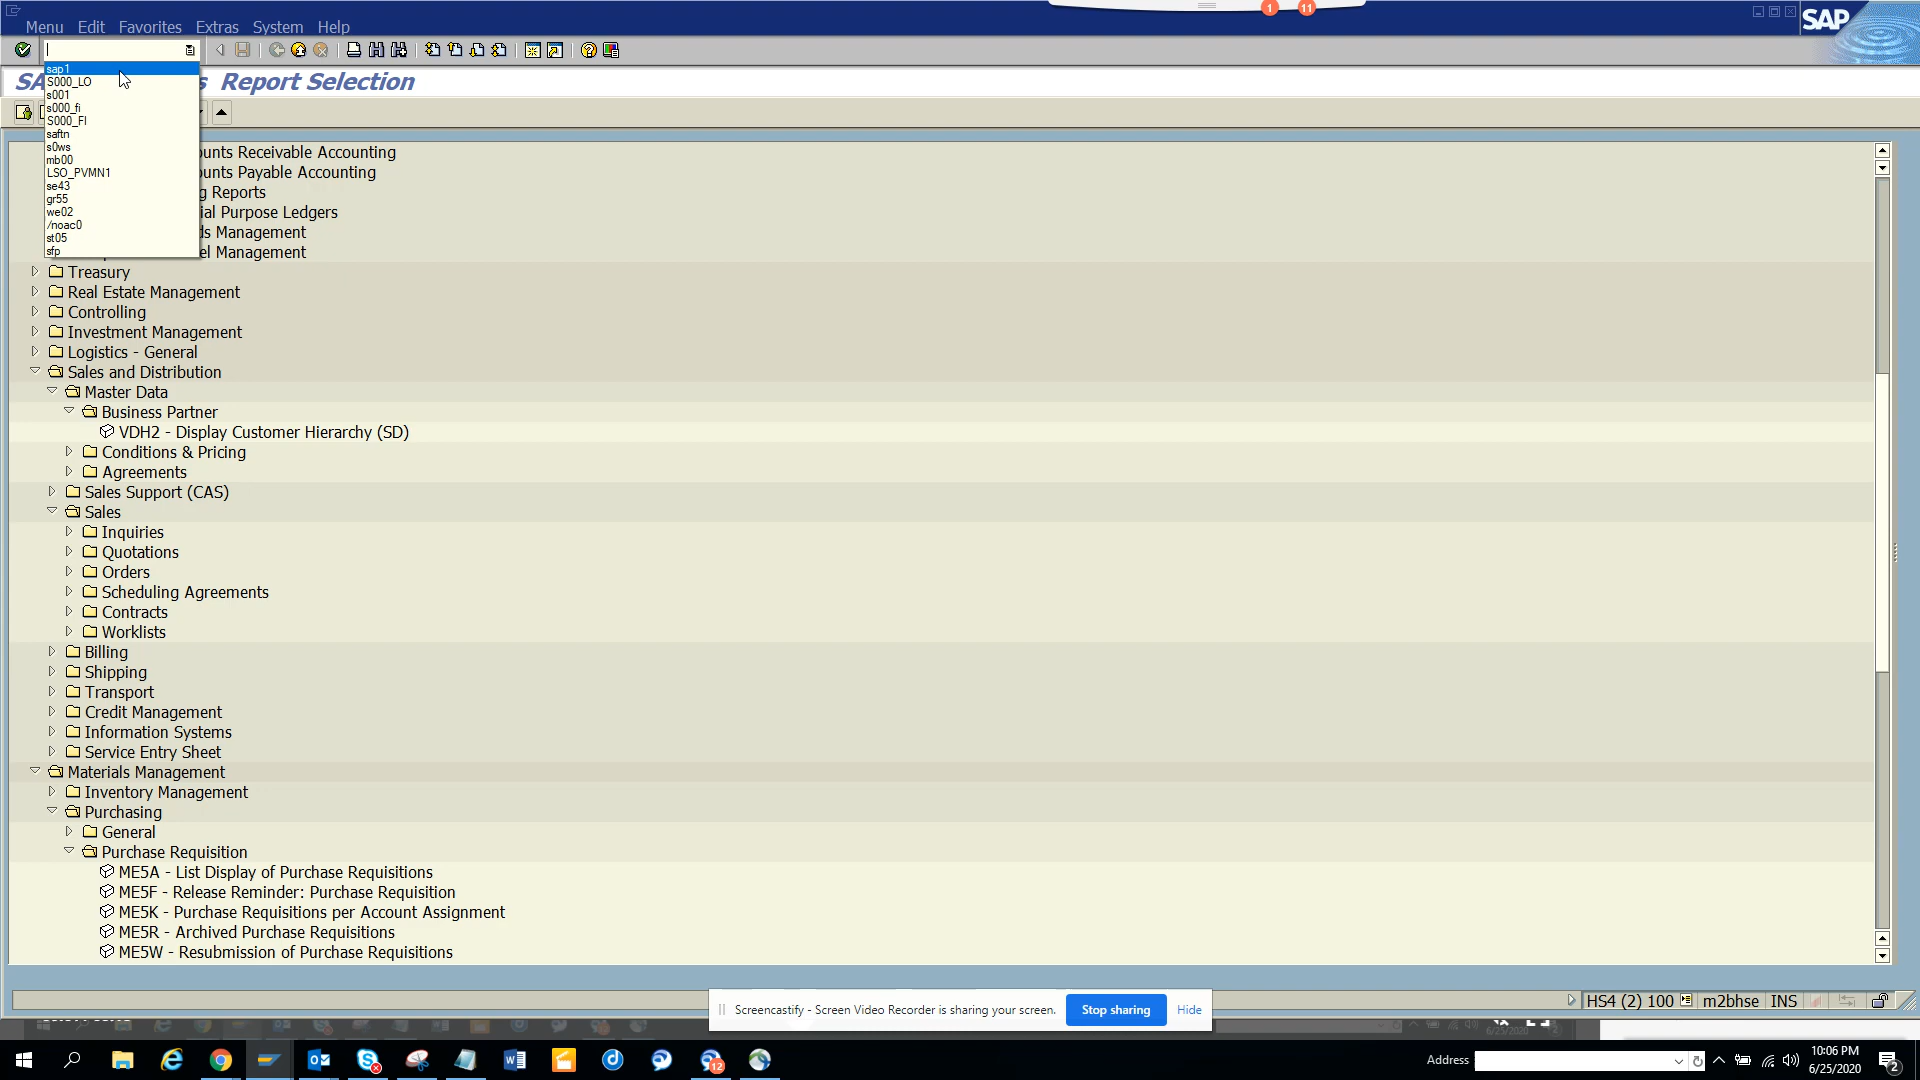 Menu Edit Favorites Extras System Help
SAP
sap1
S000_LO
s001
s000_fi
S000_FI
saftn
s0ws
mb00
LSO_PVMN1
se43
gr55
we02
/noac0
st05
sfp
Report Selection
ounts Receivable Accounting
ounts Payable Accounting
g Reports
ial Purpose Ledgers
ds Management
el Management
Treasury
Real Estate Management
Controlling
Investment Management
Logistics - General
Sales and Distribution
Master Data
Business Partner
VDH2 - Display Customer Hierarchy (SD)
Conditions & Pricing
Agreements
Sales Support (CAS)
Sales
Inquiries
Quotations
Orders
Scheduling Agreements
Contracts
Worklists
Billing
Shipping
Transport
Credit Management
Information Systems
Service Entry Sheet
Materials Management
Inventory Management
Purchasing
General
Purchase Requisition
ME5A - List Display of Purchase Requisitions
ME5F - Release Reminder: Purchase Requisition
ME5K - Purchase Requisitions per Account Assignment
ME5R - Archived Purchase Requisitions
ME5W - Resubmission of Purchase Requisitions
Screencastify - Screen Video Recorder is sharing your screen. Stop sharing Hide
HS4 (2) 100 m2bhse INS
Address
10:06 PM
6/25/2020
1
11
12
2